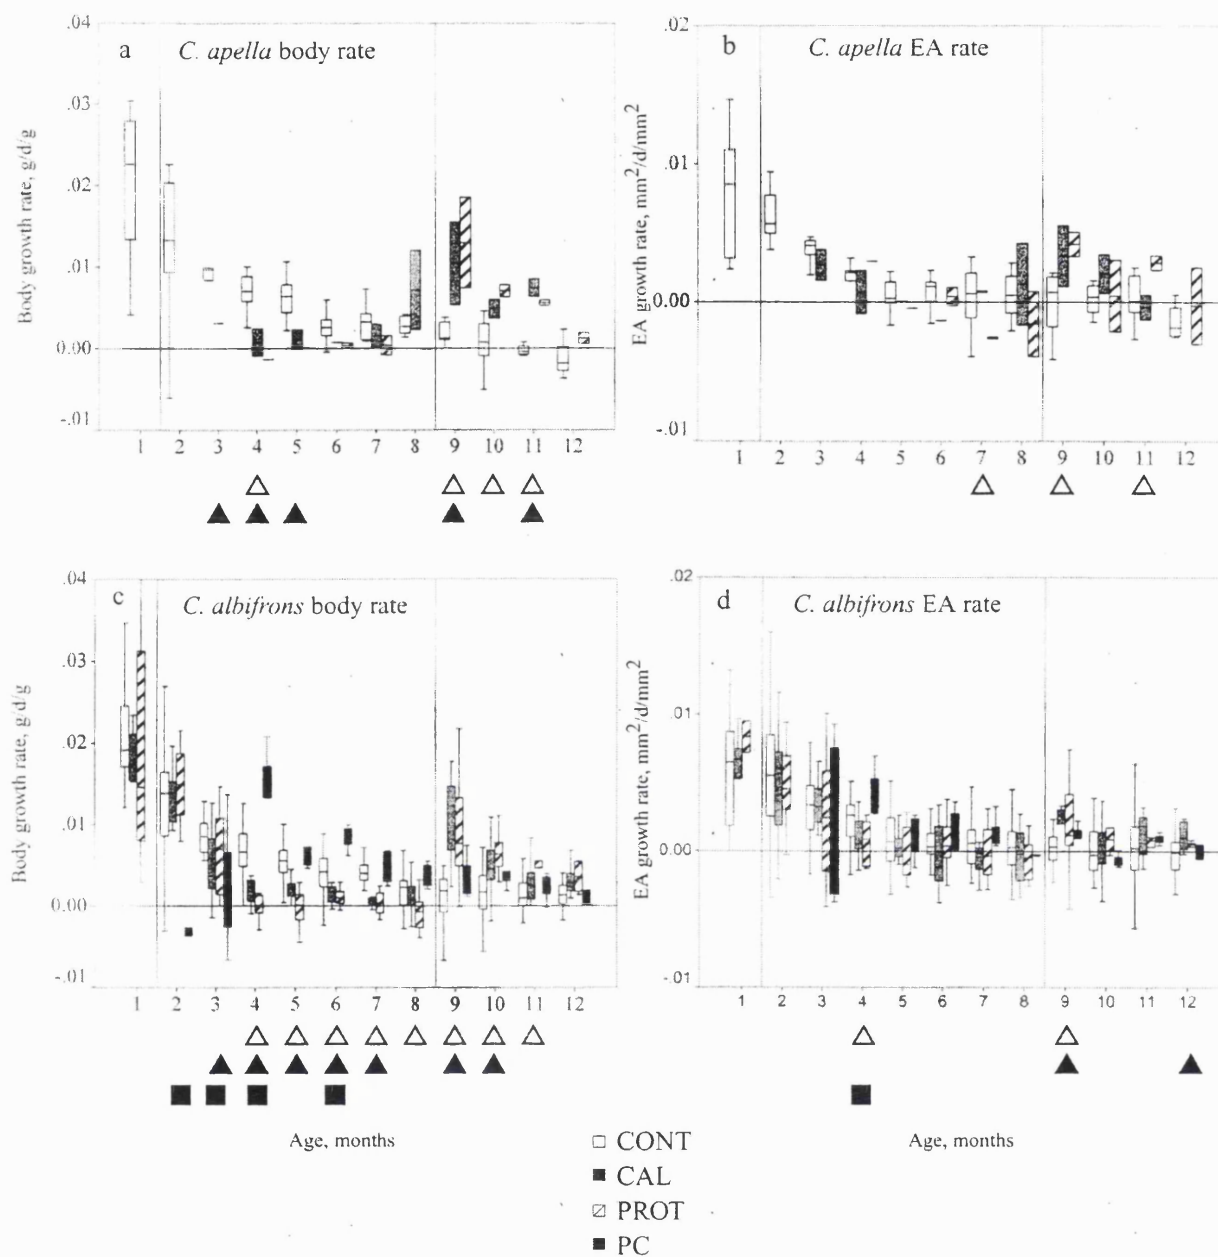 a
C. apella body rate
Body growth rate, g/d/g
.04
.03
.02
.01
0.00
-.01
1 2 3 4 5 6 7 8 9 10 11 12
b
C. apella EA rate
EA growth rate, mm²/d/mm²
.02
.01
0.00
-.01
1 2 3 4 5 6 7 8 9 10 11 12
c
C. albifrons body rate
Body growth rate, g/d/g
.04
.03
.02
.01
0.00
-.01
1 2 3 4 5 6 7 8 9 10 11 12
Age, months
d
C. albifrons EA rate
EA growth rate, mm²/d/mm²
.02
.01
0.00
-.01
1 2 3 4 5 6 7 8 9 10 11 12
Age, months
CONT
CAL
PROT
PC